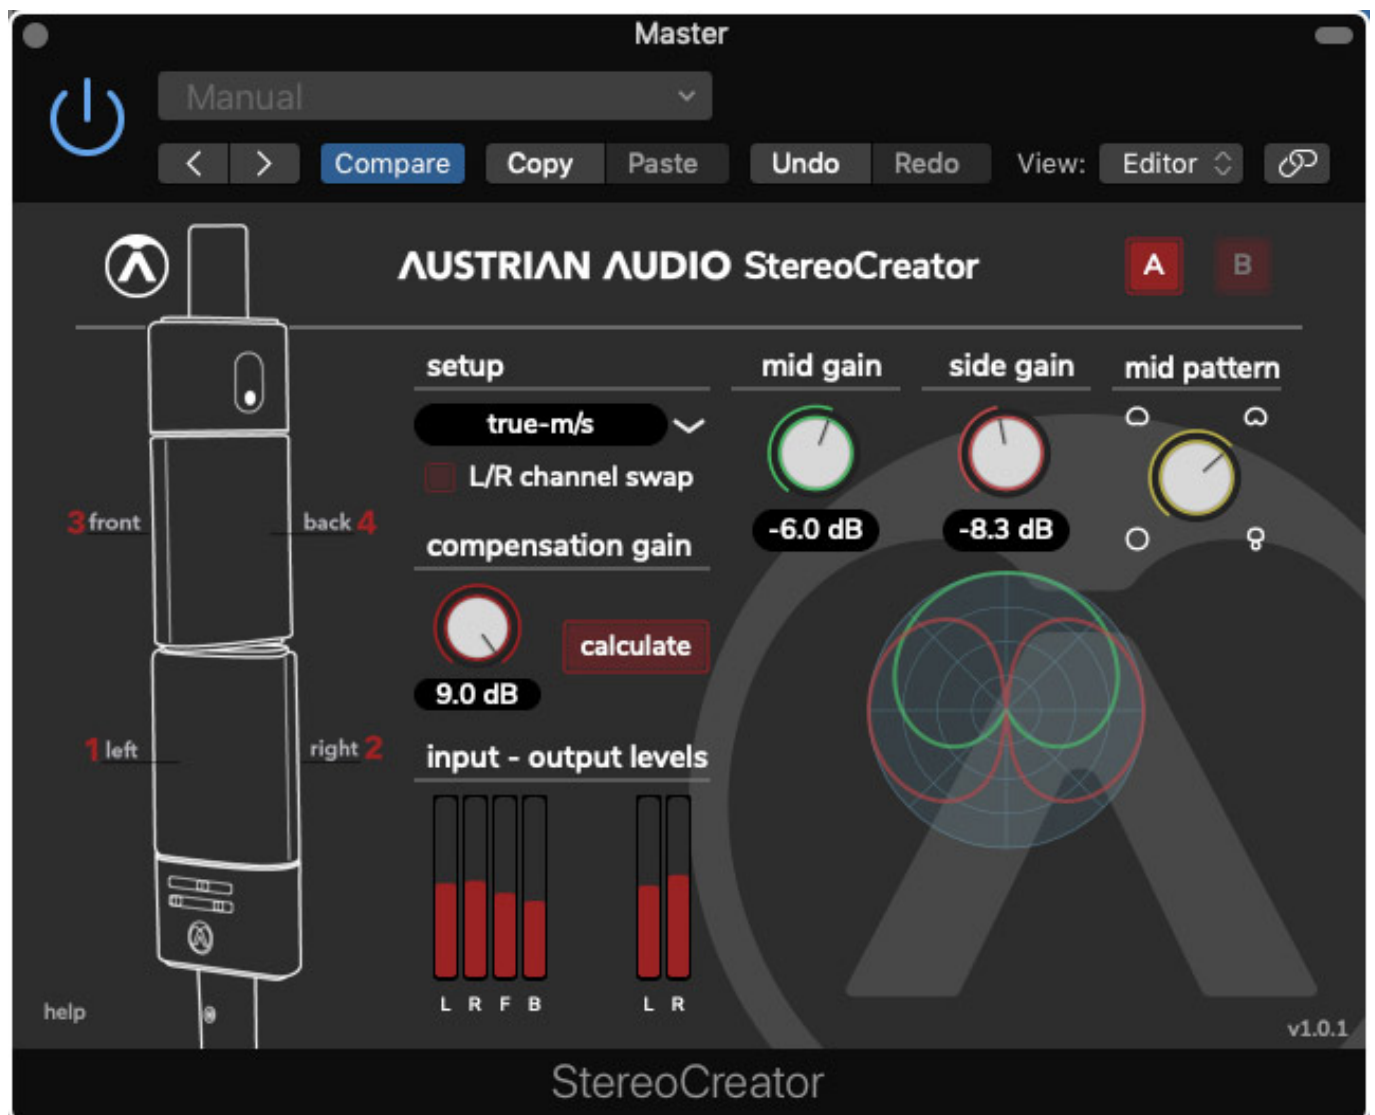 Master
Manual
Compare Copy Paste Undo Redo View: Editor
AUSTRIAN AUDIO StereoCreator A B
setup mid gain side gain mid pattern
true-m/s
L/R channel swap
-6.0 dB -8.3 dB
3 front back 4
compensation gain
calculate
9.0 dB
1 left right 2
input - output levels
L R F B L R
help
v1.0.1
StereoCreator